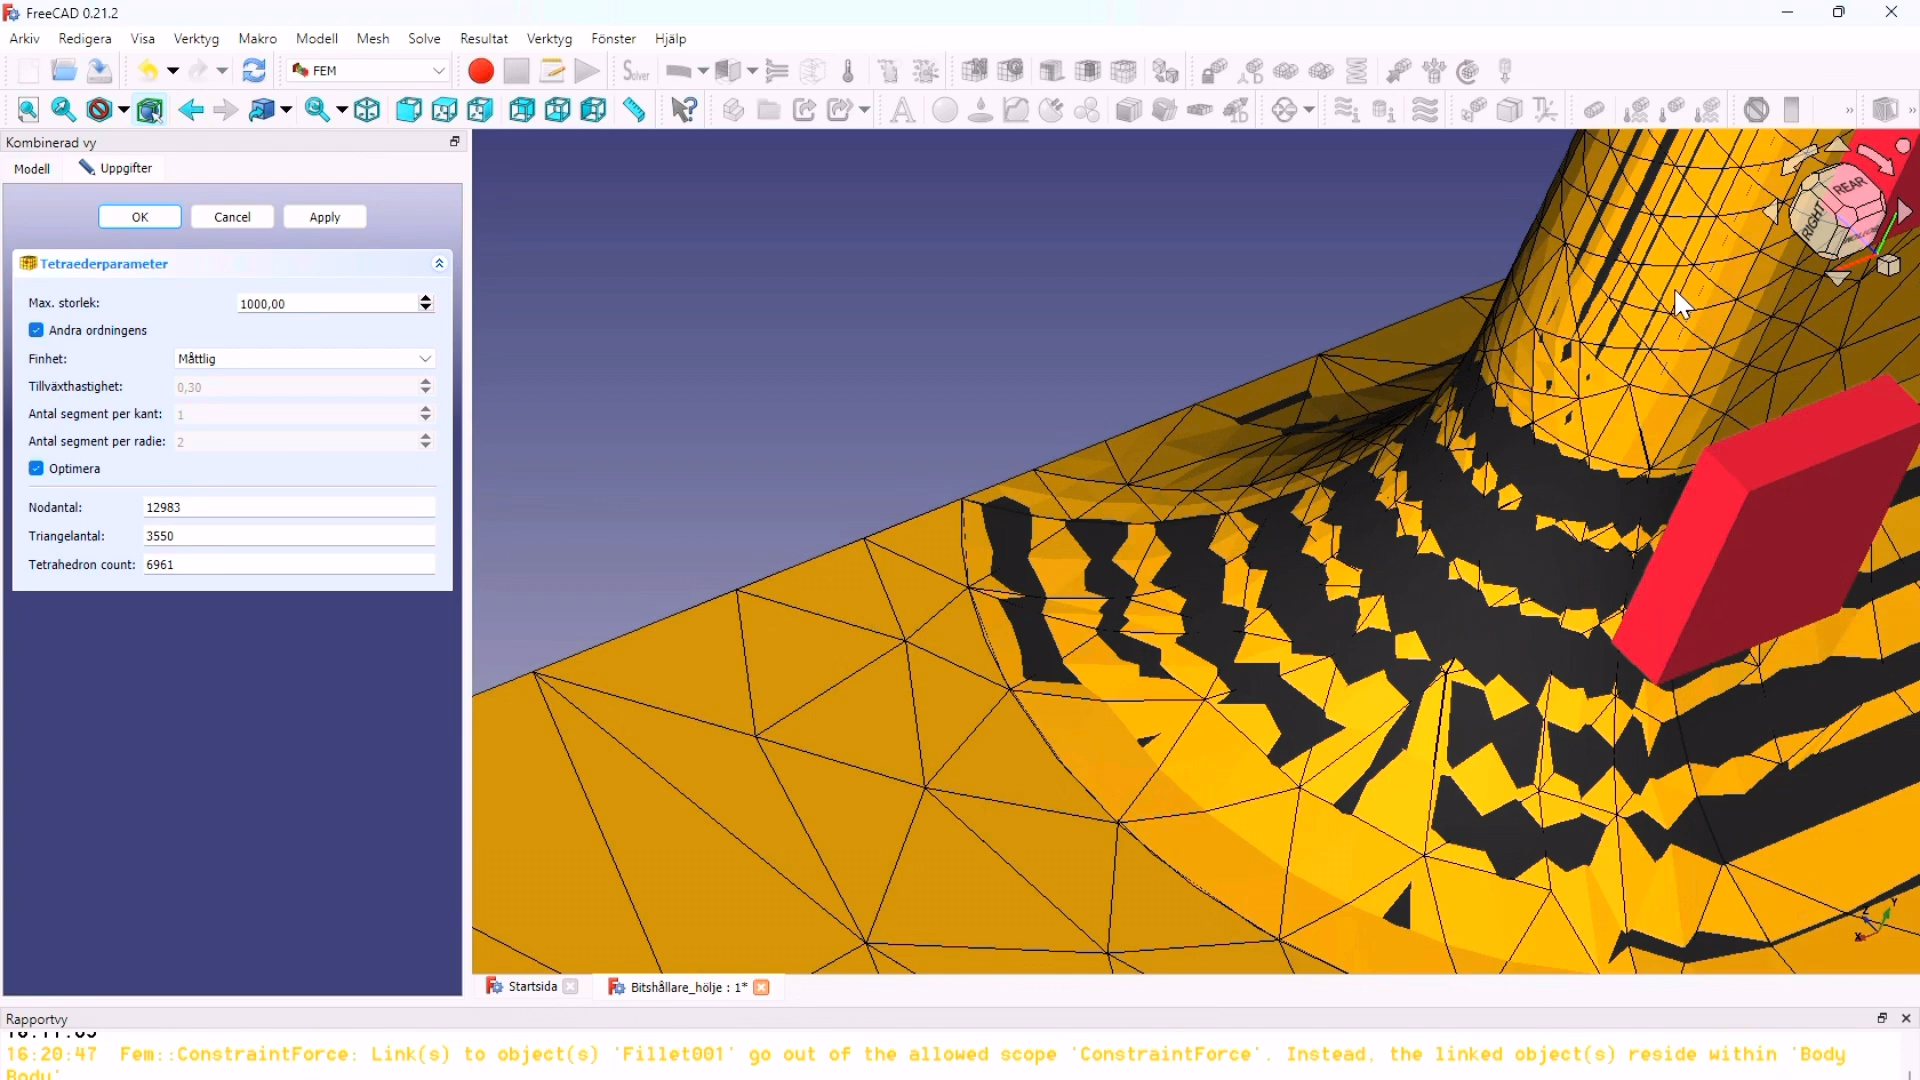 FreeCAD 0.21.2
Arkiv Redigera Visa Verktyg Makro Modell Mesh Solve Resultat Verktyg Fönster Hjälp
FEM
Solver
Kombinerad vy
Modell Uppgifter
OK Cancel Apply
Tetraederparameter
Max. storlek: 1000,00
Andra ordningens
Finhet: Måttlig
Tillväxthastighet: 0,30
Antal segment per kant: 1
Antal segment per radie: 2
Optimera
Nodantal: 12983
Triangelantal: 3550
Tetrahedron count: 6961
REAR
RIGHT
Z Y
X
Startsida Bitshållare_hölje : 1*
Rapportvy
16:20:47 Fem::ConstraintForce: Link(s) to object(s) 'Fillet001' go out of the allowed scope 'ConstraintForce'. Instead, the linked object(s) reside within 'Body
Body'